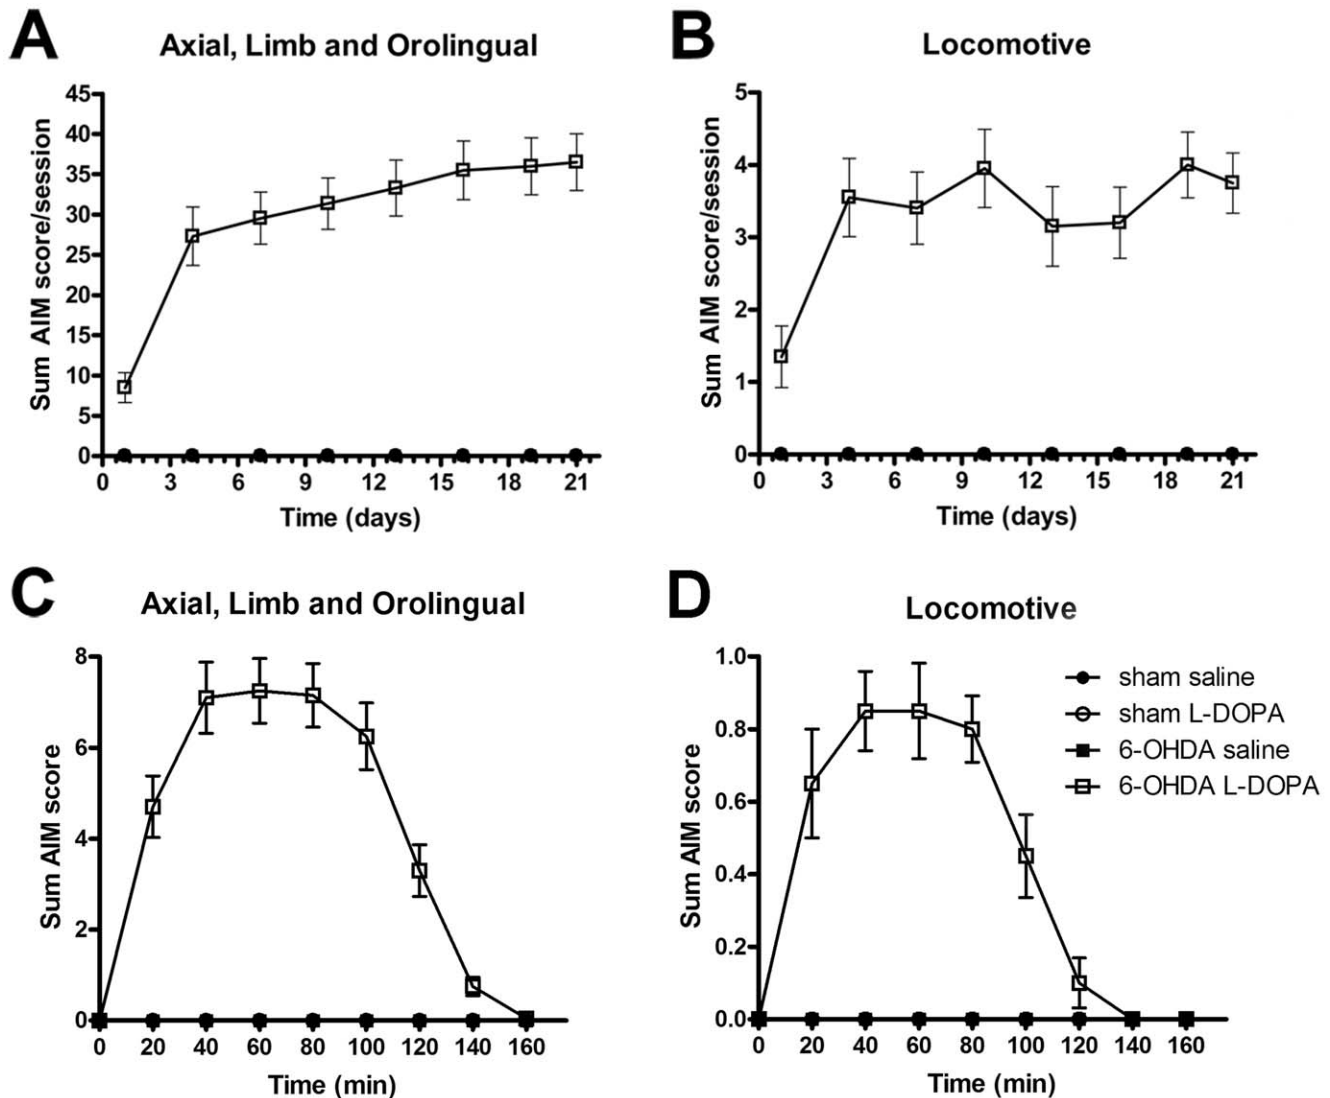 A
Axial, Limb and Orolingual
Sum AIM score/session
45
40
35
30
25
20
15
10
5
0
0 3 6 9 12 15 18 21
Time (days)
B
Locomotive
Sum AIM score/session
5
4
3
2
1
0
0 3 6 9 12 15 18 21
Time (days)
C
Axial, Limb and Orolingual
Sum AIM score
8
6
4
2
0
0 20 40 60 80 100 120 140 160
Time (min)
D
Locomotive
Sum AIM score
1.0
0.8
0.6
0.4
0.2
0.0
0 20 40 60 80 100 120 140 160
Time (min)
sham saline
sham L-DOPA
6-OHDA saline
6-OHDA L-DOPA